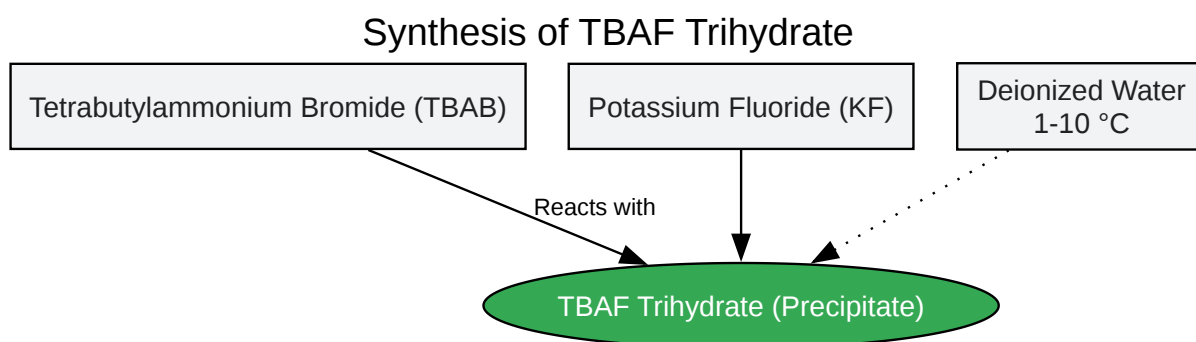 Synthesis of TBAF Trihydrate
Tetrabutylammonium Bromide (TBAB)
Potassium Fluoride (KF)
Deionized Water
1-10 °C
Reacts with
TBAF Trihydrate (Precipitate)